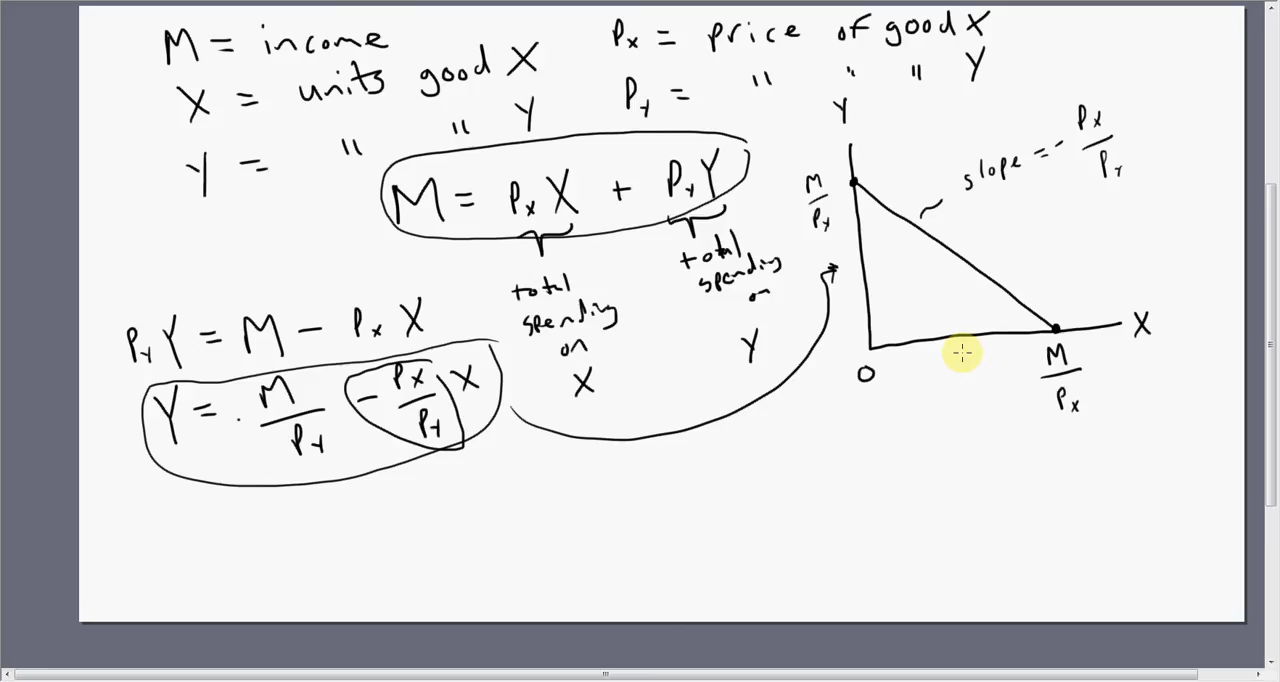 M = income
Px = price of good X
X = units good X
PY = " " " Y
Y = " " Y
M = PxX + PYY
total spending on X
total spending on Y
PYY = M - PxX
Y = M/PY - PX/PY X
Y
M/PY
slope = - PX/PY
X
O
M/PX